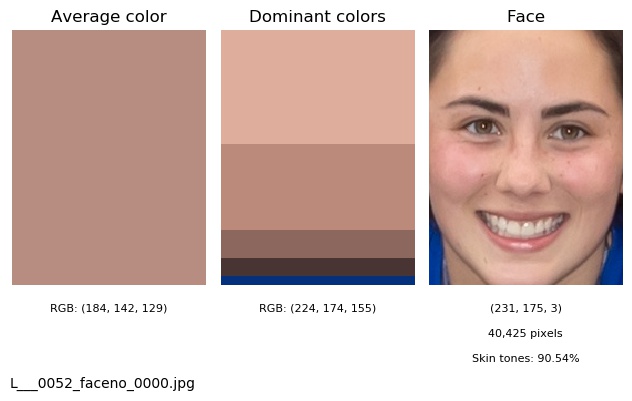 Average color
Dominant colors
Face
RGB: (184, 142, 129)
RGB: (224, 174, 155)
(231, 175, 3)
40,425 pixels
Skin tones: 90.54%
L___0052_faceno_0000.jpg